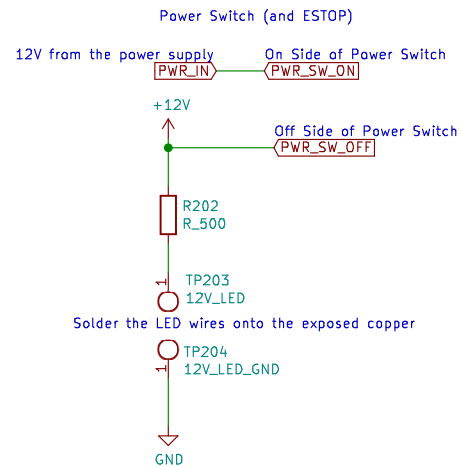 Power Switch (and ESTOP)
12V from the power supply
On Side of Power Switch
PWR_IN
PWR_SW_ON
+12V
Off Side of Power Switch
PWR_SW_OFF
R202
R_500
1
TP203
12V_LED
Solder the LED wires onto the exposed copper
TP204
1
12V_LED_GND
GND